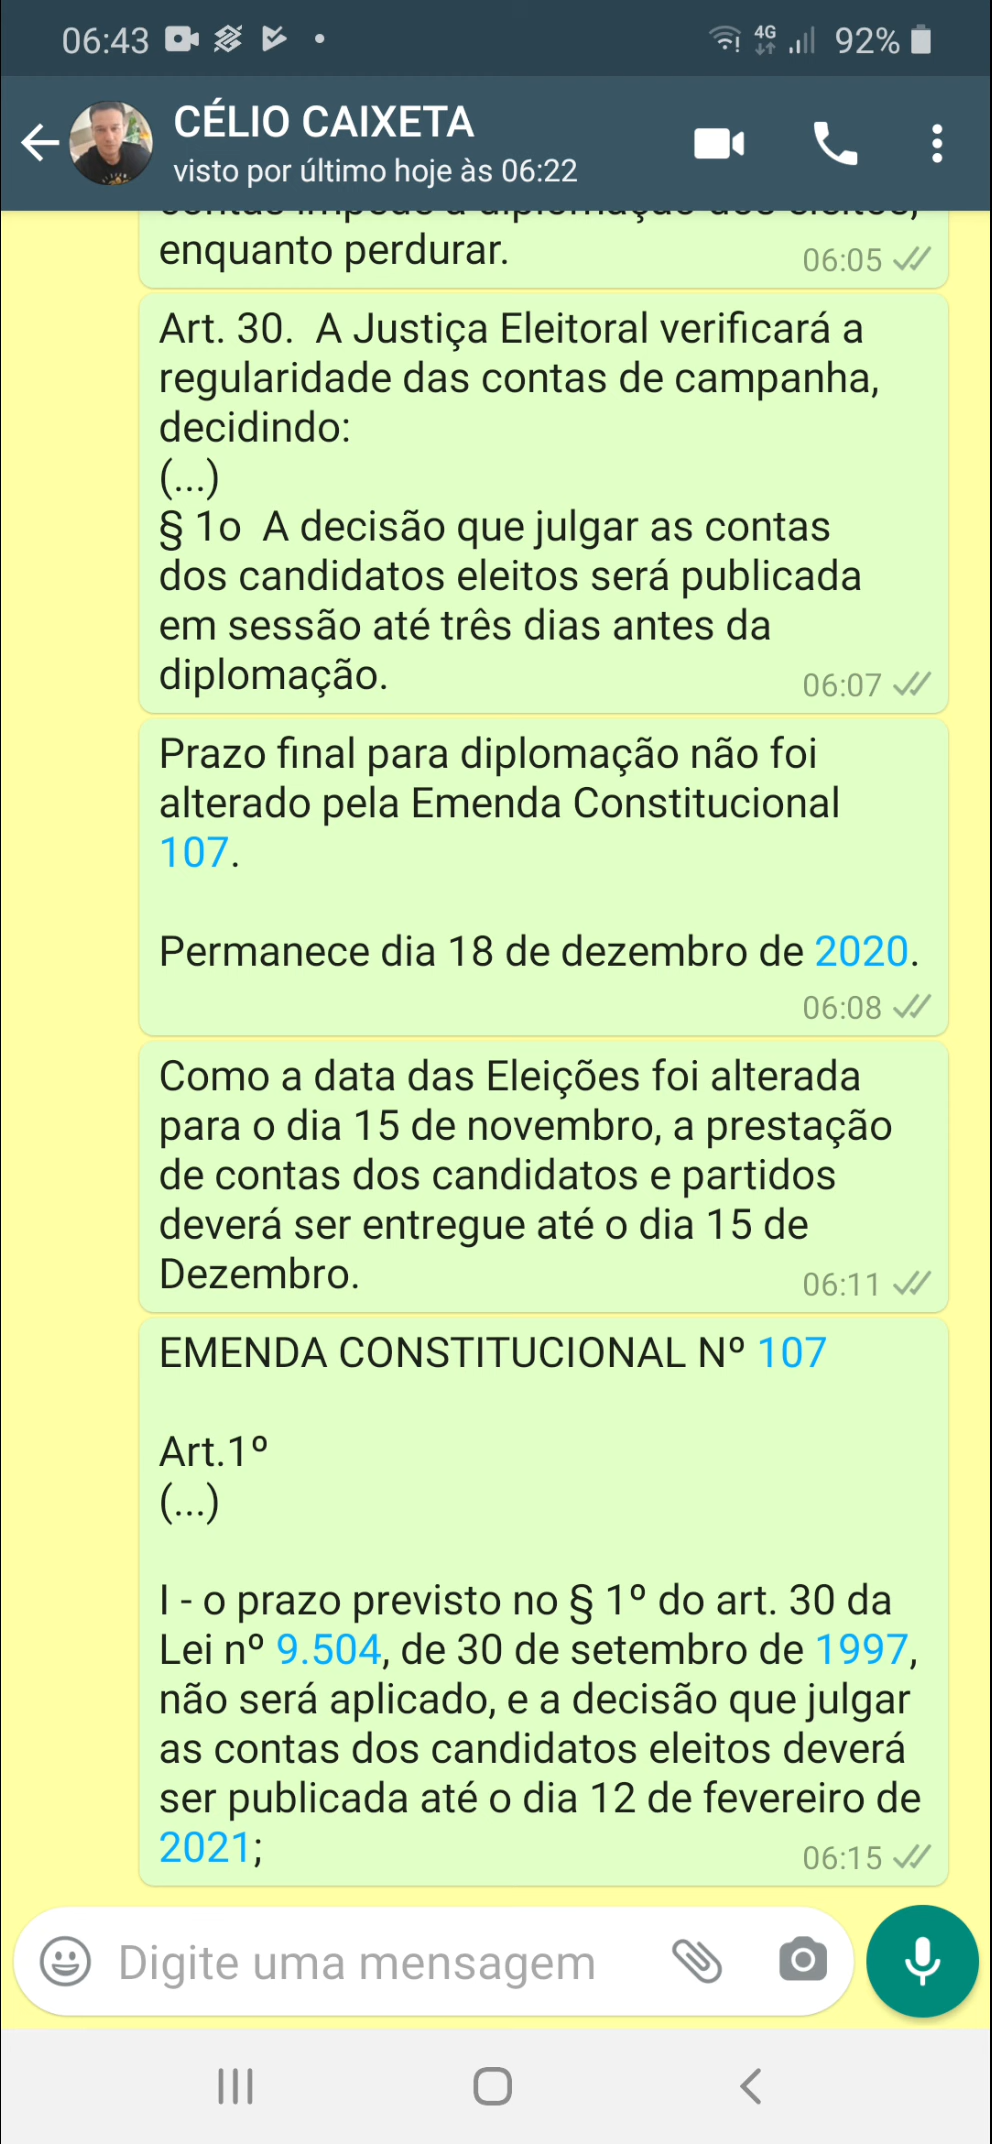 06:43
4G
92%
CÉLIO CAIXETA
visto por último hoje às 06:22
contas impede a diplomação dos eleitos,
enquanto perdurar.
06:05
Art. 30.  A Justiça Eleitoral verificará a
regularidade das contas de campanha,
decidindo:
(...)
§ 1o  A decisão que julgar as contas
dos candidatos eleitos será publicada
em sessão até três dias antes da
diplomação.
06:07
Prazo final para diplomação não foi
alterado pela Emenda Constitucional
107.
Permanece dia 18 de dezembro de 2020.
06:08
Como a data das Eleições foi alterada
para o dia 15 de novembro, a prestação
de contas dos candidatos e partidos
deverá ser entregue até o dia 15 de
Dezembro.
06:11
EMENDA CONSTITUCIONAL Nº 107
Art.1º
(...)
I - o prazo previsto no § 1º do art. 30 da
Lei nº 9.504, de 30 de setembro de 1997,
não será aplicado, e a decisão que julgar
as contas dos candidatos eleitos deverá
ser publicada até o dia 12 de fevereiro de
2021;
06:15
Digite uma mensagem